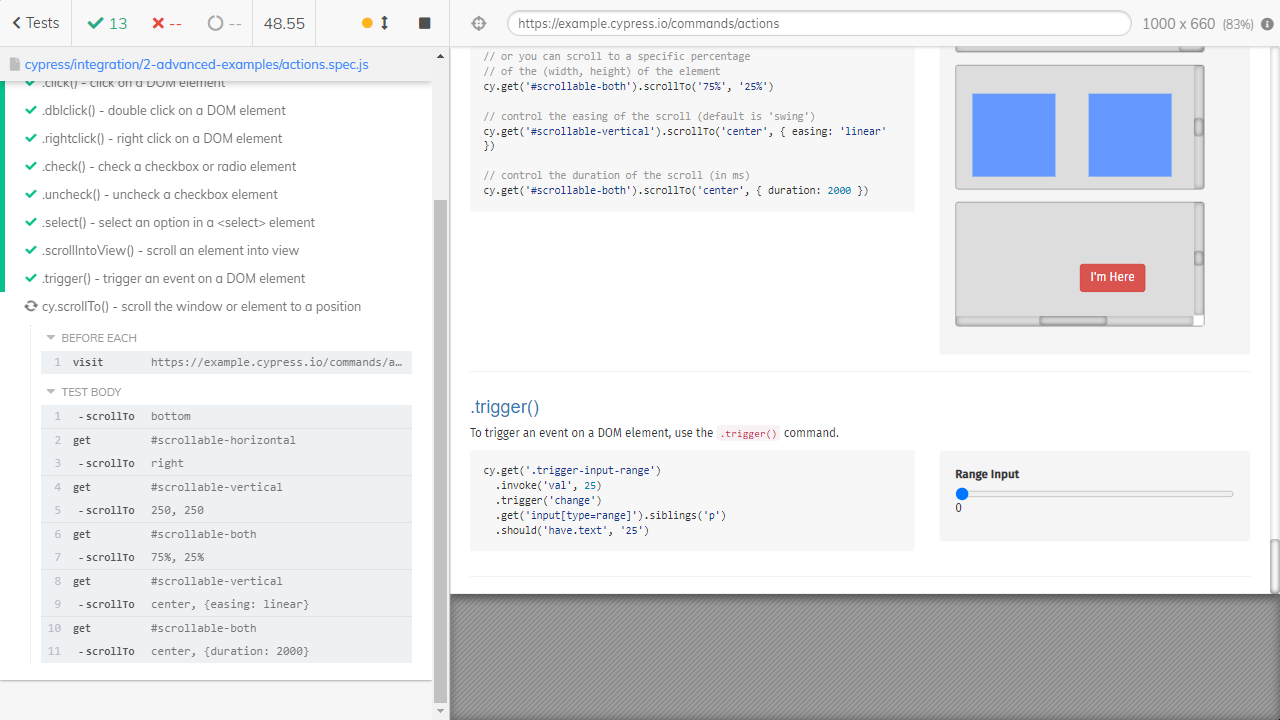 Tests
13
--
--
48.55
https://example.cypress.io/commands/actions
1000 x 660 (83%)
cypress/integration/2-advanced-examples/actions.spec.js
.click() - click on a DOM element
.dblclick() - double click on a DOM element
.rightclick() - right click on a DOM element
.check() - check a checkbox or radio element
.uncheck() - uncheck a checkbox element
.select() - select an option in a <select> element
.scrollIntoView() - scroll an element into view
.trigger() - trigger an event on a DOM element
cy.scrollTo() - scroll the window or element to a position
BEFORE EACH
1 visit https://example.cypress.io/commands/a…
TEST BODY
1 -scrollTo bottom
2 get #scrollable-horizontal
3 -scrollTo right
4 get #scrollable-vertical
5 -scrollTo 250, 250
6 get #scrollable-both
7 -scrollTo 75%, 25%
8 get #scrollable-vertical
9 -scrollTo center, {easing: linear}
10 get #scrollable-both
11 -scrollTo center, {duration: 2000}
// or you can scroll to a specific percentage
// of the (width, height) of the element
cy.get('#scrollable-both').scrollTo('75%', '25%')
// control the easing of the scroll (default is 'swing')
cy.get('#scrollable-vertical').scrollTo('center', { easing: 'linear'
})
// control the duration of the scroll (in ms)
cy.get('#scrollable-both').scrollTo('center', { duration: 2000 })
I'm Here
.trigger()
To trigger an event on a DOM element, use the .trigger() command.
cy.get('.trigger-input-range')
.invoke('val', 25)
.trigger('change')
.get('input[type=range]').siblings('p')
.should('have.text', '25')
Range Input
0